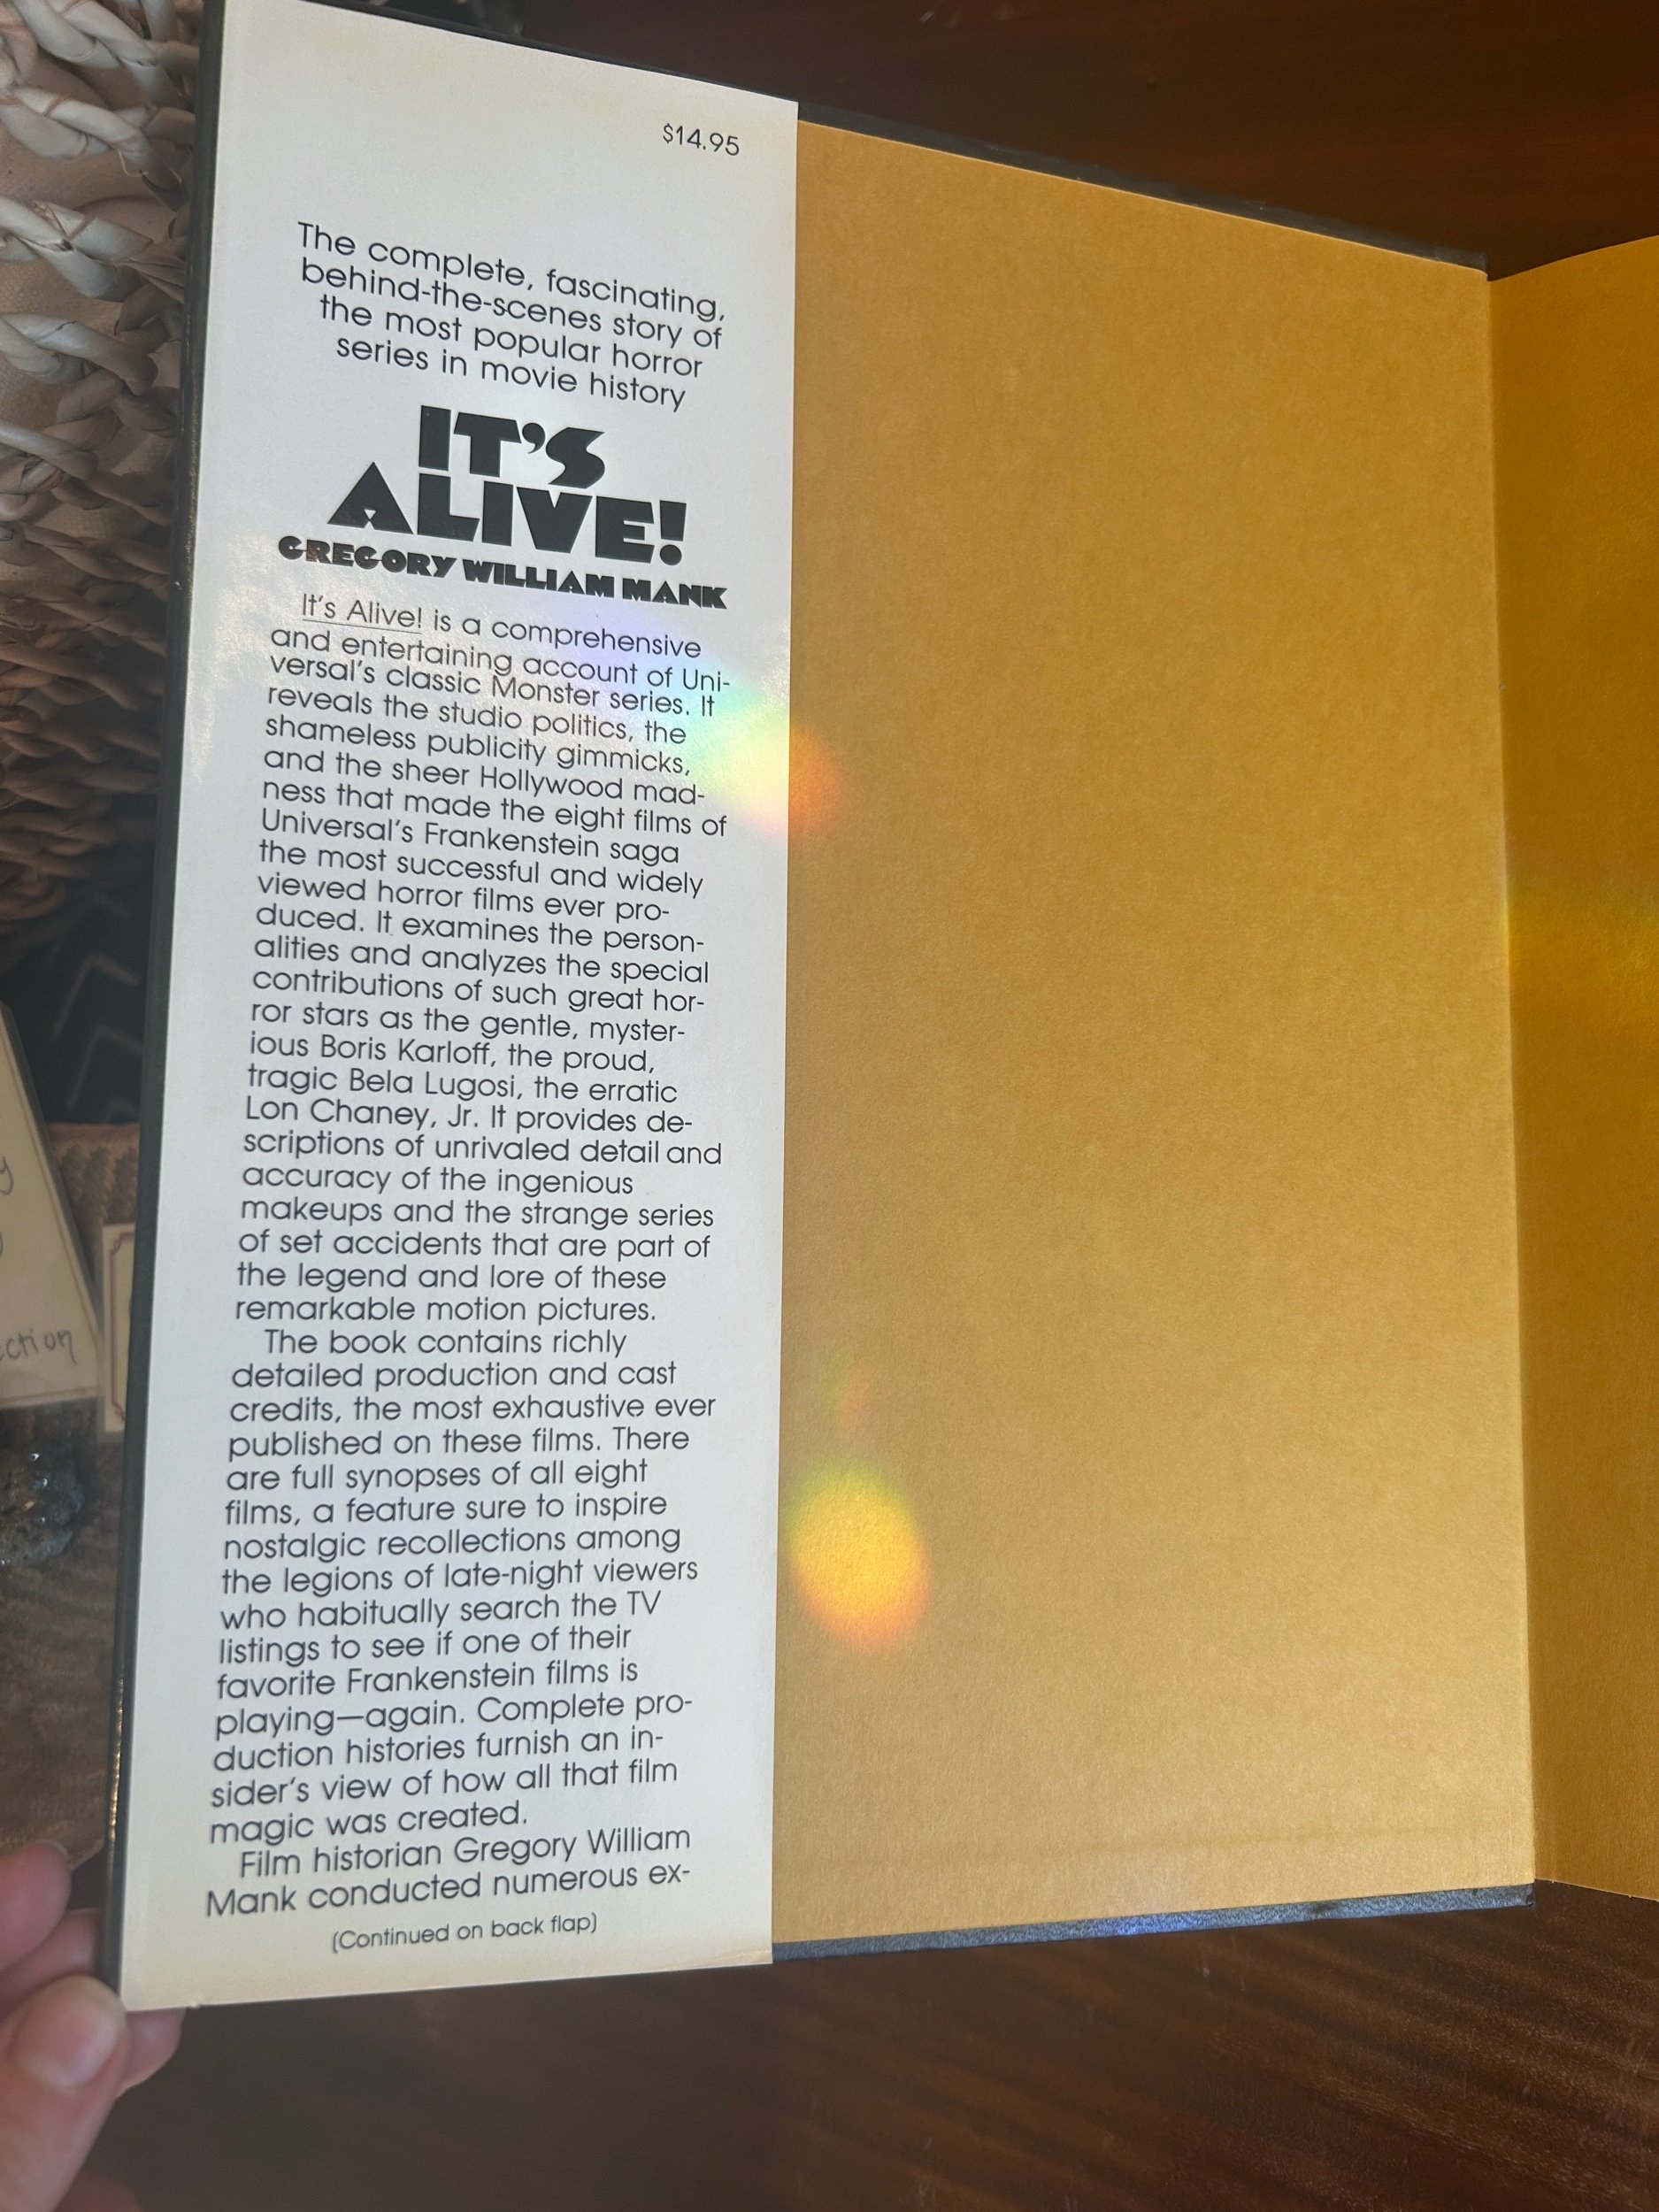 $14.95
The complete, fascinating,
behind-the-scenes story of
the most popular horror
series in movie history
IT'S
ALIVE!
GREGORY WILLIAM MANK
It's Alive! is a comprehensive
and entertaining account of Uni-
versal's classic Monster series. It
reveals the studio politics, the
shameless publicity gimmicks,
and the sheer Hollywood mad-
ness that made the eight films of
Universal's Frankenstein saga
the most successful and widely
viewed horror films ever pro-
duced. It examines the person-
alities and analyzes the special
contributions of such great hor-
ror stars as the gentle, myster-
ious Boris Karloff, the proud,
tragic Bela Lugosi, the erratic
Lon Chaney, Jr. It provides de-
scriptions of unrivaled detail and
accuracy of the ingenious
makeups and the strange series
of set accidents that are part of
the legend and lore of these
remarkable motion pictures.
The book contains richly
detailed production and cast
credits, the most exhaustive ever
published on these films. There
are full synopses of all eight
films, a feature sure to inspire
nostalgic recollections among
the legions of late-night viewers
who habitually search the TV
listings to see if one of their
favorite Frankenstein films is
playing—again. Complete pro-
duction histories furnish an in-
sider's view of how all that film
magic was created.
Film historian Gregory William
Mank conducted numerous ex-
(Continued on back flap)